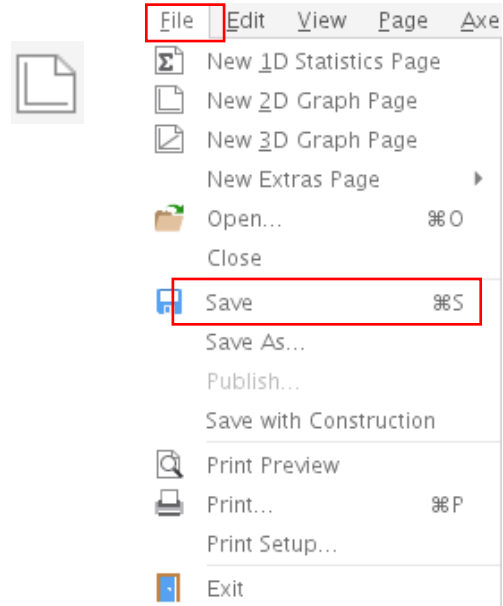 File Edit View Page Axe
New 1D Statistics Page
New 2D Graph Page
New 3D Graph Page
New Extras Page
Open... ⌘O
Close
Save ⌘S
Save As...
Publish...
Save with Construction
Print Preview
Print... ⌘P
Print Setup...
Exit